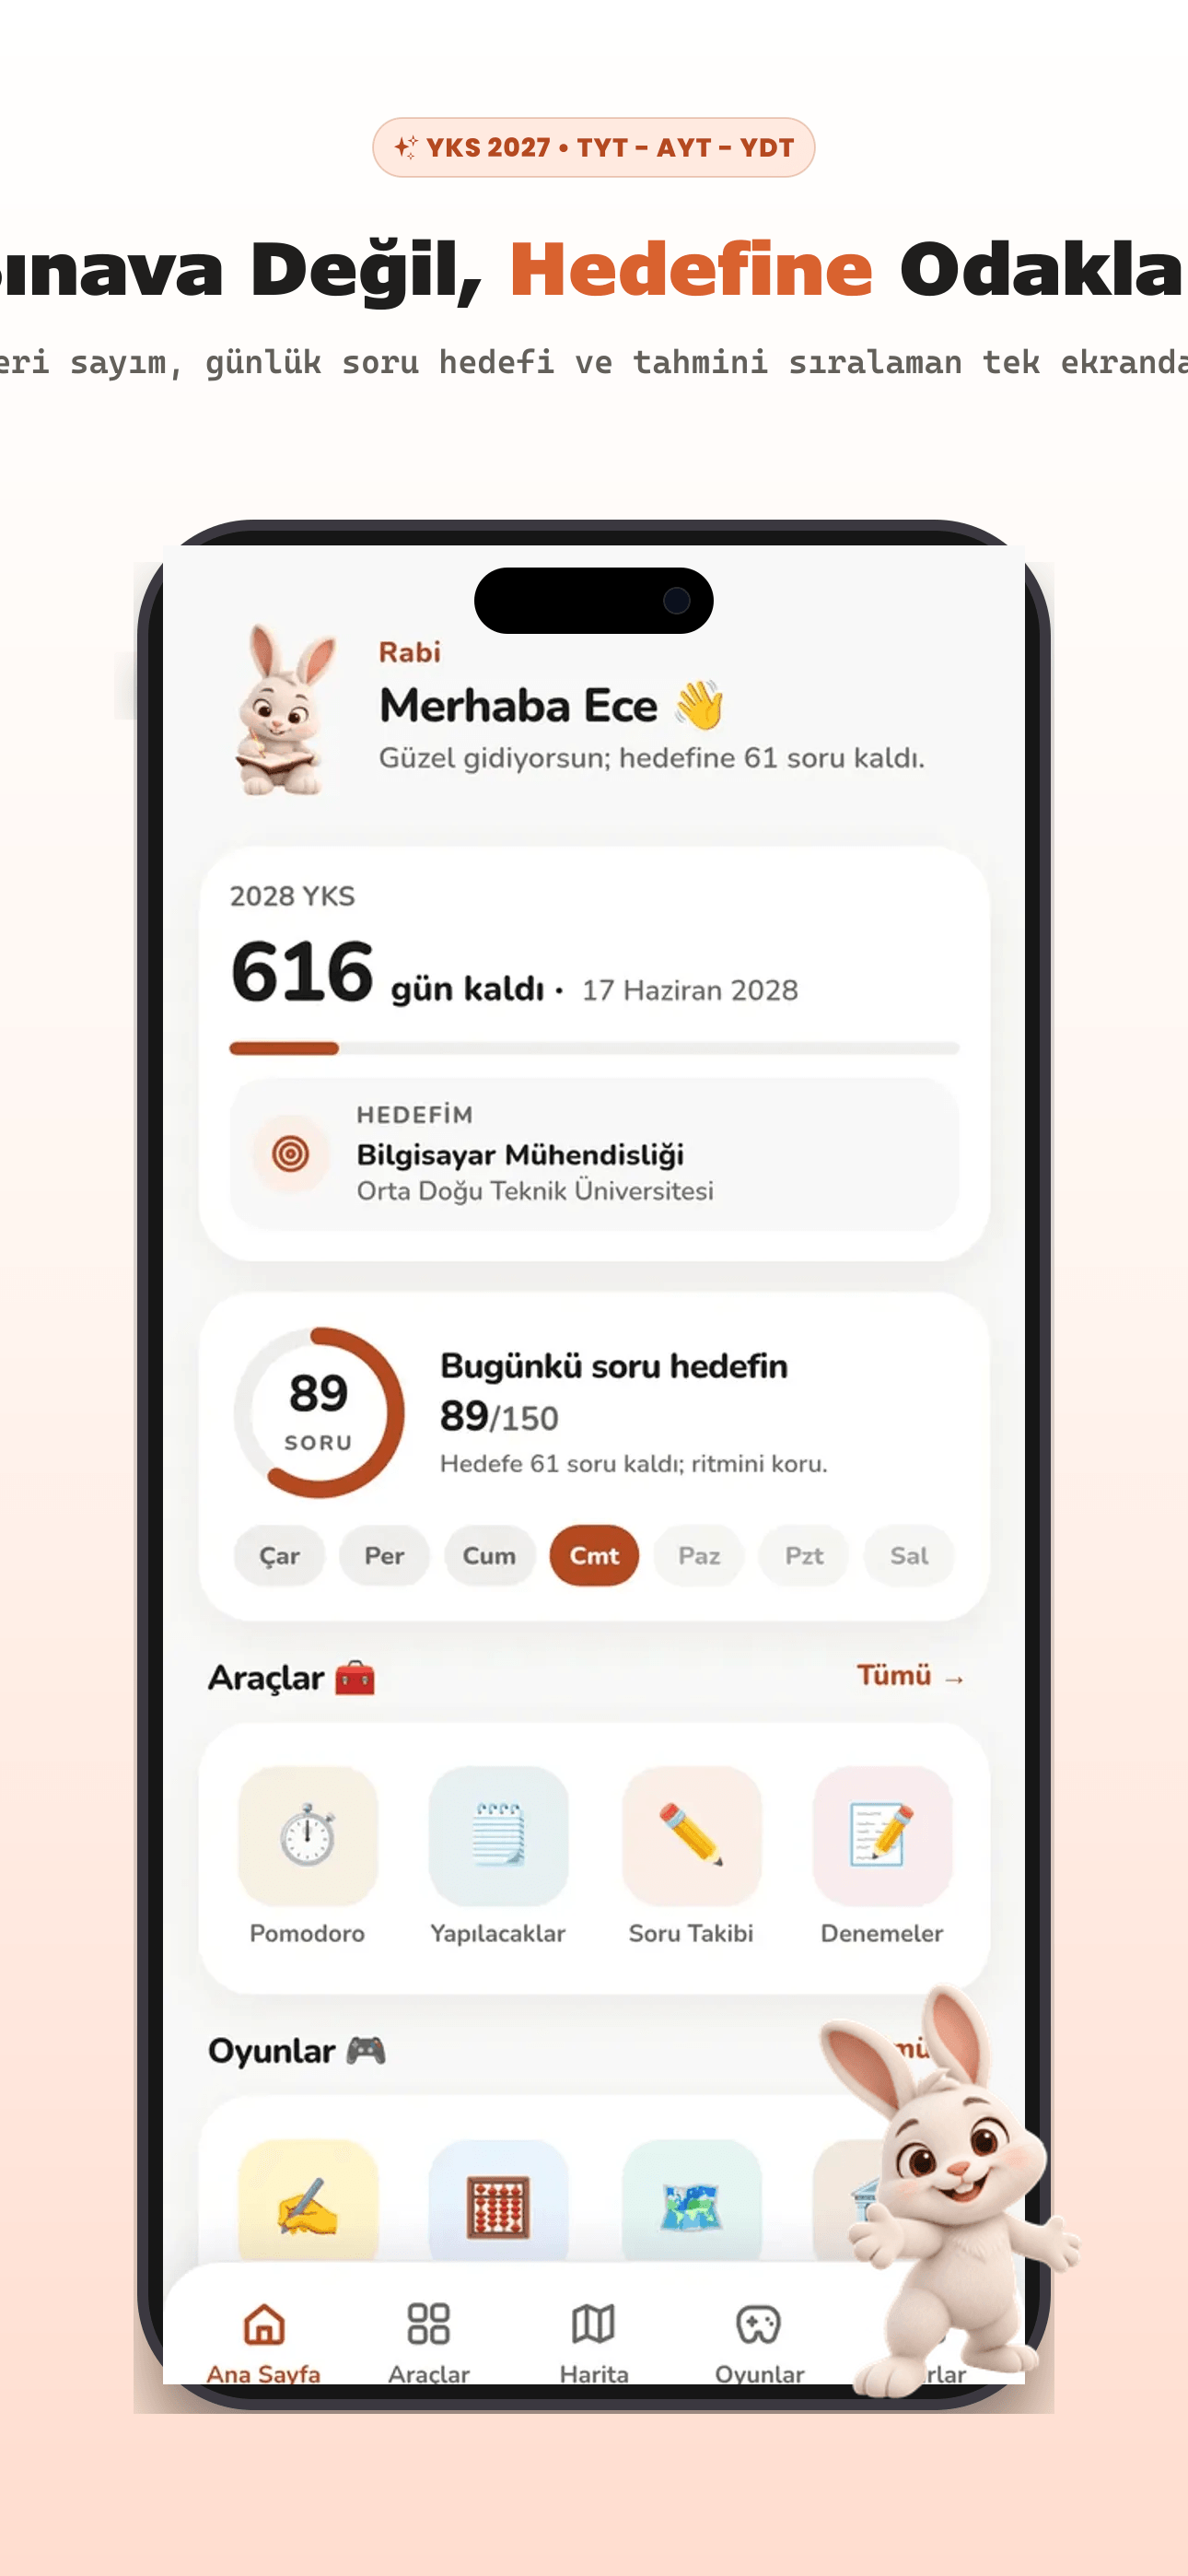 YKS 2027 • TYT - AYT - YDT
ınava Değil, Hedefine Odakla
eri sayım, günlük soru hedefi ve tahmini sıralaman tek ekranda
Rabi
Merhaba Ece 👋
Güzel gidiyorsun; hedefine 61 soru kaldı.
2028 YKS
616 gün kaldı · 17 Haziran 2028
HEDEFİM
Bilgisayar Mühendisliği
Orta Doğu Teknik Üniversitesi
89
SORU
Bugünkü soru hedefin
89/150
Hedefe 61 soru kaldı; ritmini koru.
Çar Per Cum Cmt Paz Pzt Sal
Araçlar 🧰 Tümü →
Pomodoro Yapılacaklar Soru Takibi Denemeler
Oyunlar 🎮 mü
Ana Sayfa Araçlar Harita Oyunlar rlar